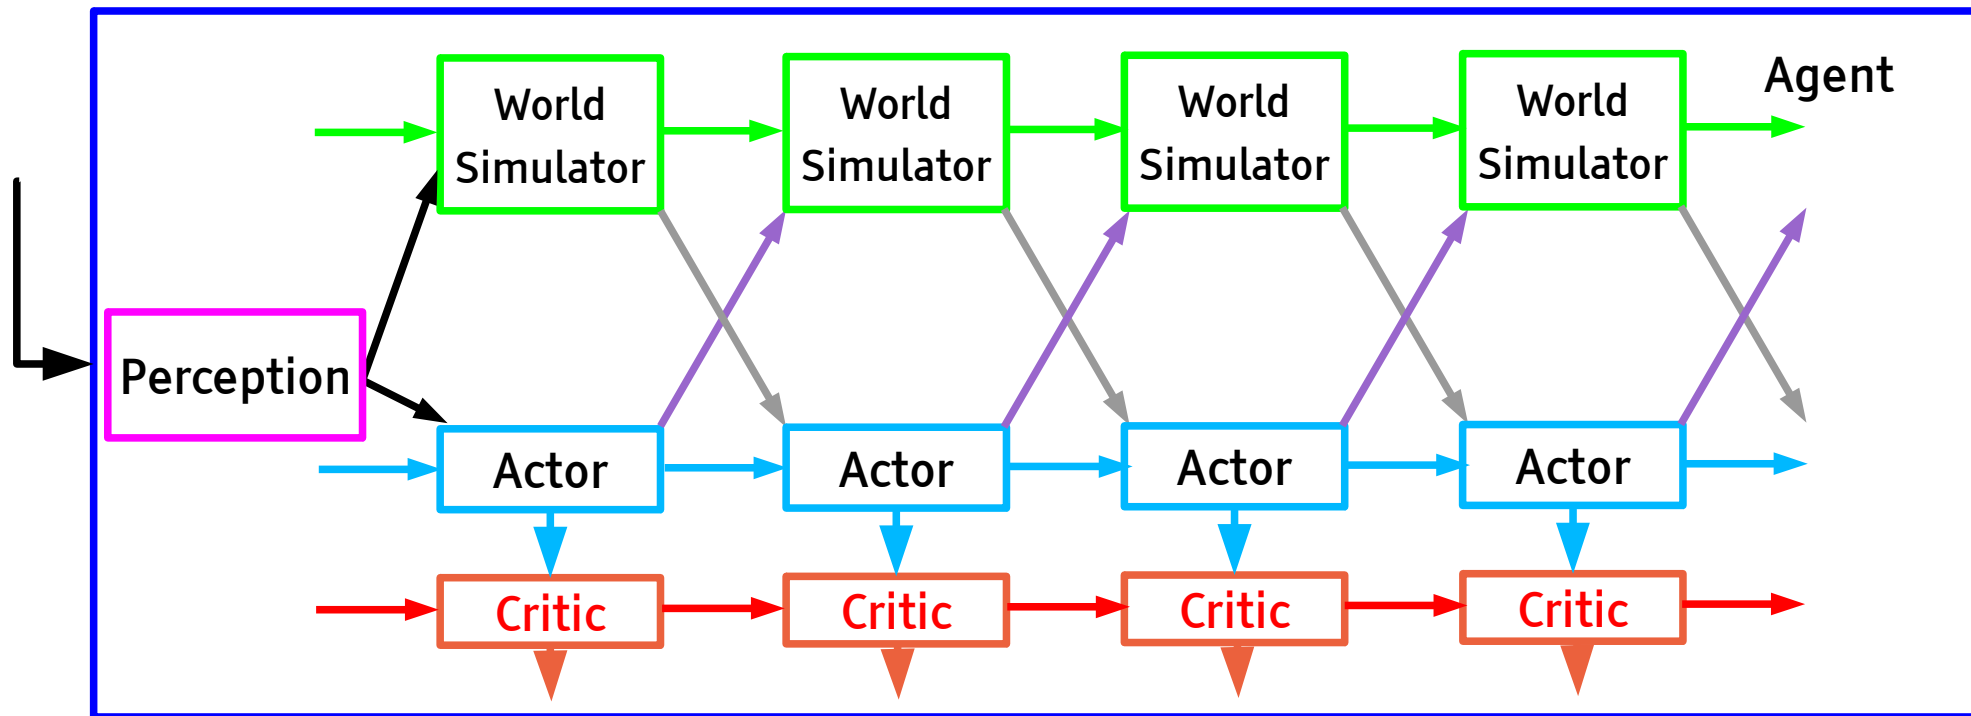 World
Simulator
World
Simulator
World
Simulator
World
Simulator
Agent
Perception
Actor
Actor
Actor
Actor
Critic
Critic
Critic
Critic